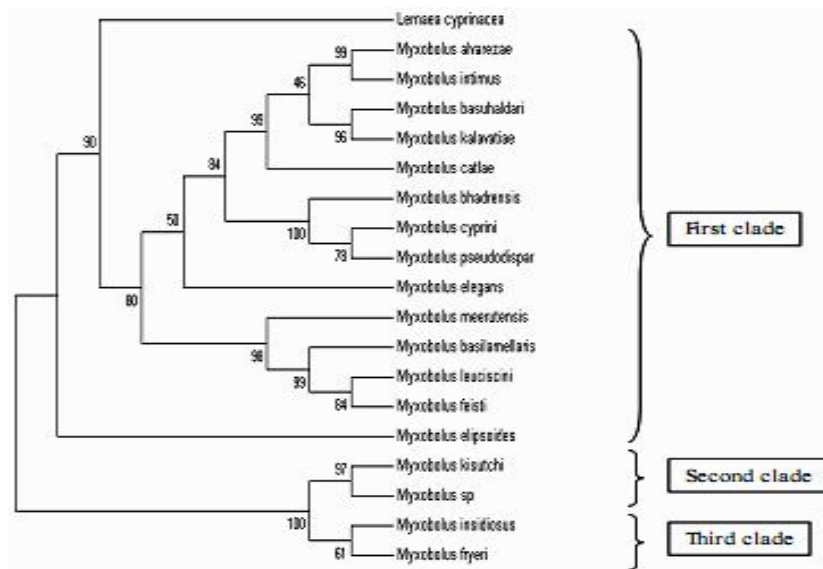 Lernaea cyprinacea
Myxobolus alvarezae
99
Myxobolus intimus
46
Myxobolus basuhaldari
96
Myxobolus kalavatiae
99
Myxobolus catlae
84
Myxobolus bhadrensis
100
Myxobolus cyprini
73
Myxobolus pseudodispar
50
Myxobolus elegans
90
80
Myxobolus meerutensis
98
Myxobolus basilamellaris
99
Myxobolus leuciscini
84
Myxobolus feisti
Myxobolus elipsoides
First clade
97
Myxobolus kisutchi
Myxobolus sp
Second clade
100
Myxobolus insidiosus
61
Myxobolus fryeri
Third clade